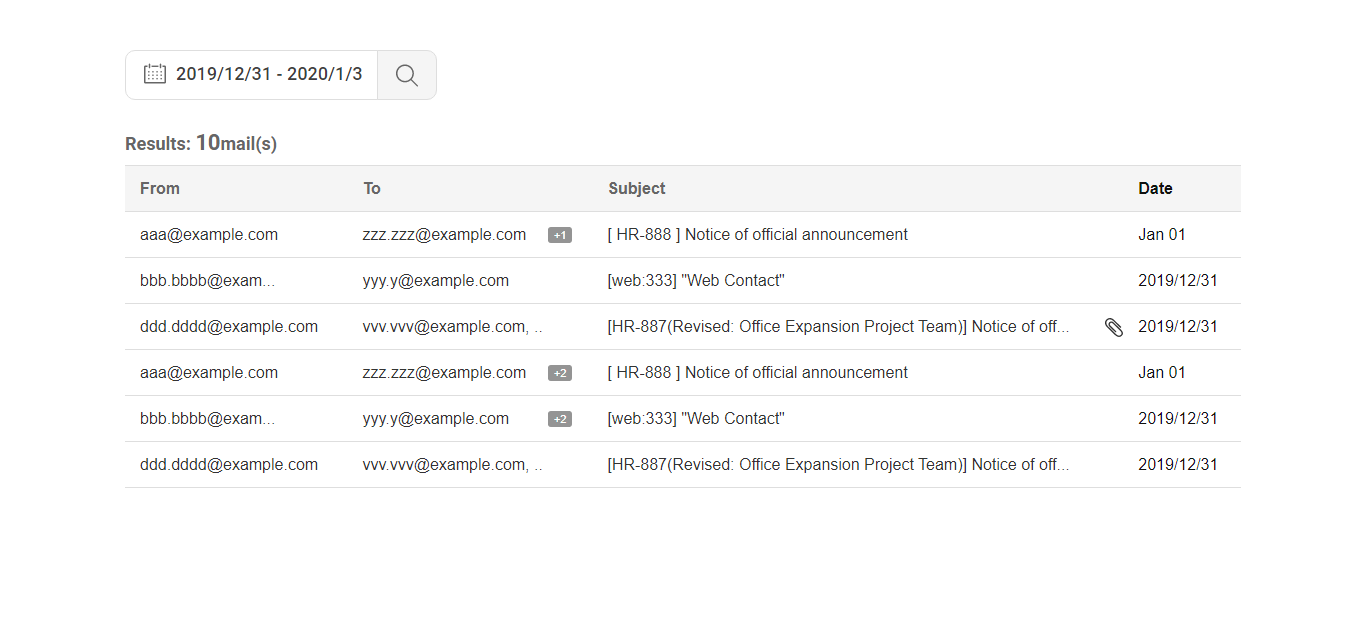 2019/12/31 - 2020/1/3
Results: 10mail(s)
From To Subject Date
aaa@example.com zzz.zzz@example.com +1 [ HR-888 ] Notice of official announcement Jan 01
bbb.bbbb@exam... yyy.y@example.com [web:333] "Web Contact" 2019/12/31
ddd.dddd@example.com vvv.vvv@example.com, .. [HR-887(Revised: Office Expansion Project Team)] Notice of off... 2019/12/31
aaa@example.com zzz.zzz@example.com +2 [ HR-888 ] Notice of official announcement Jan 01
bbb.bbbb@exam... yyy.y@example.com +2 [web:333] "Web Contact" 2019/12/31
ddd.dddd@example.com vvv.vvv@example.com, .. [HR-887(Revised: Office Expansion Project Team)] Notice of off... 2019/12/31